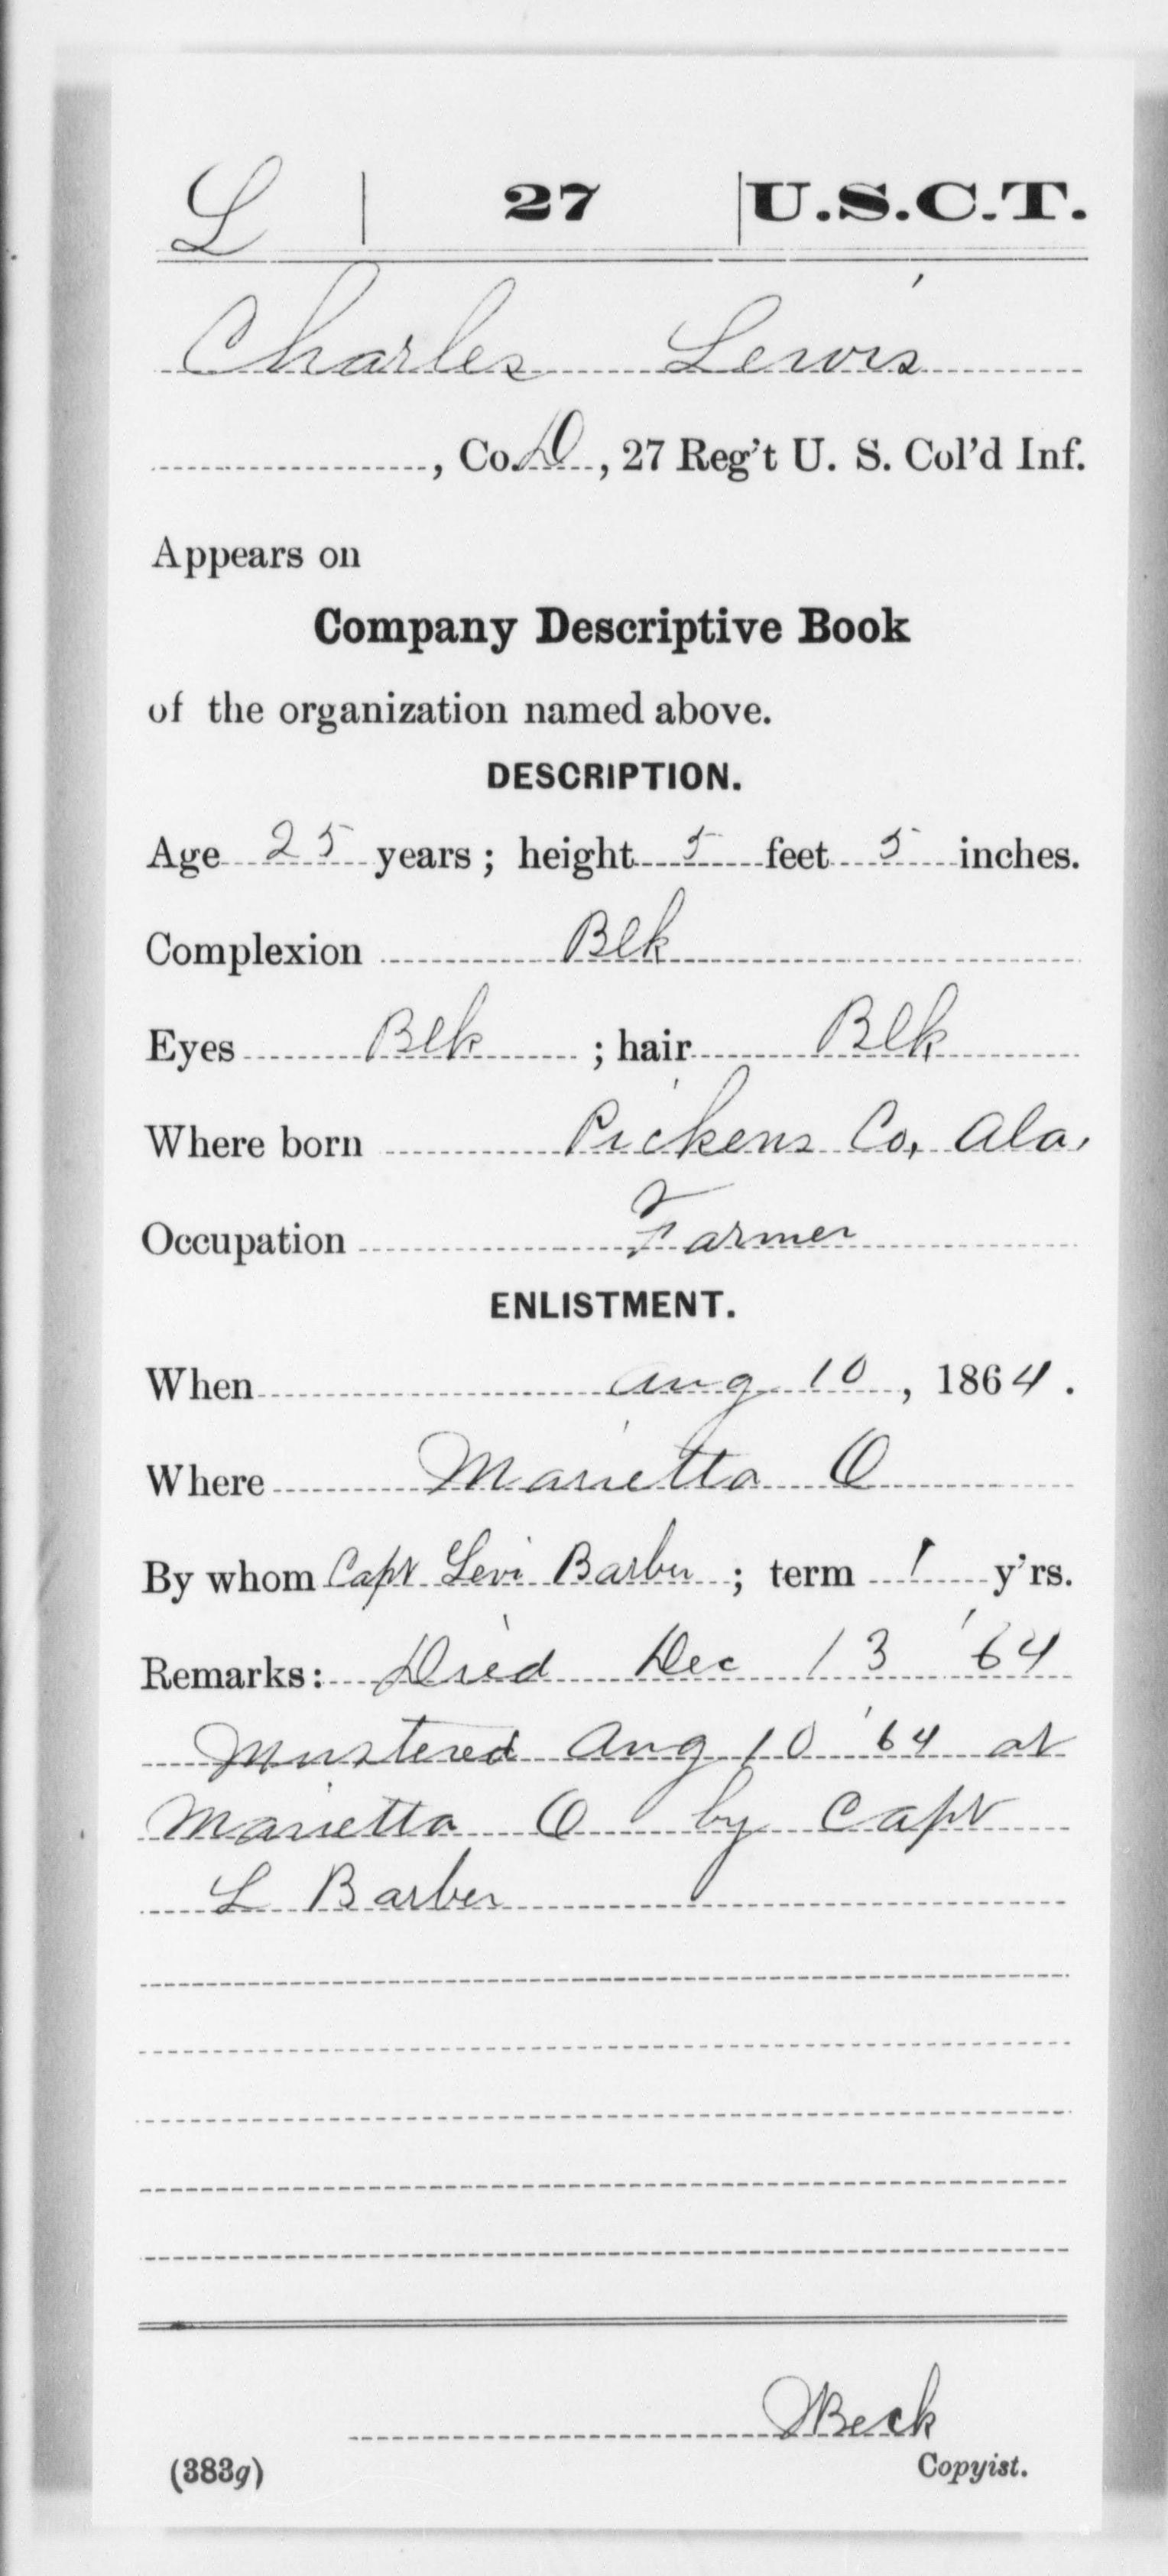 L | 27 | U.S.C.T.
Charles Lewis
, Co. D, 27 Reg't U. S. Col'd Inf.
Appears on
Company Descriptive Book
of the organization named above.
DESCRIPTION.
Age 25 years; height 5 feet 5 inches.
Complexion Blk
Eyes Blk ; hair Blk
Where born Pickens Co, Ala,
Occupation Farmer
ENLISTMENT.
When Aug 10, 1864.
Where Marietta O
By whom Capt Levi Barber ; term 1 y'rs.
Remarks: Died Dec 13 '64
Mustered Aug 10 '64 at
Marietta O by Capt
L Barber
JBeck
(383g) Copyist.